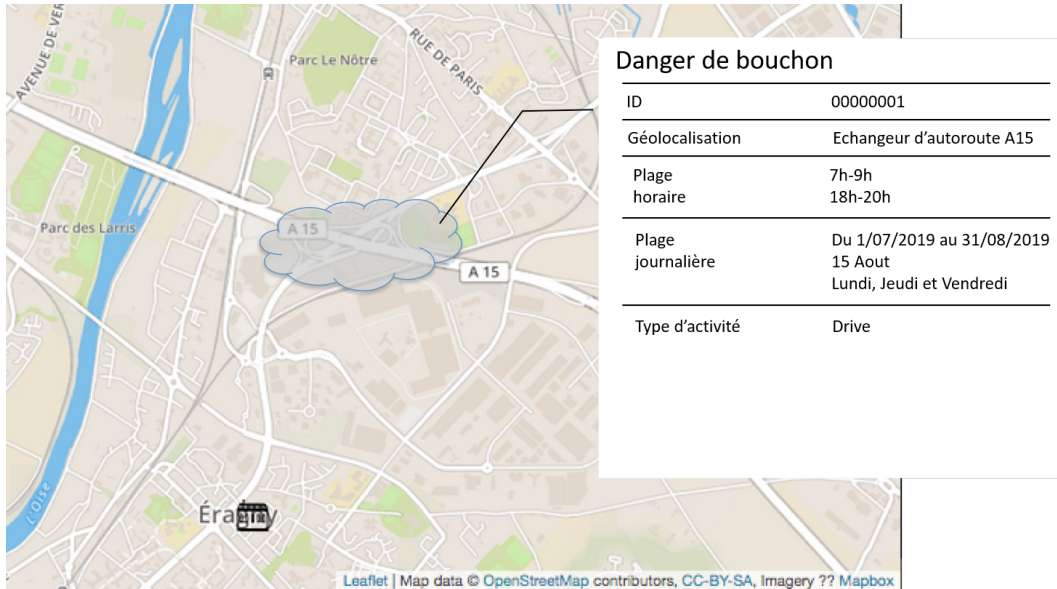 AVENUE DE VER
Parc Le Nôtre
RUE DE PARIS
Parc des Larris
A 15
A 15
L'Oise
Éragny
Danger de bouchon
ID 00000001
Géolocalisation Echangeur d'autoroute A15
Plage 7h-9h
horaire 18h-20h
Plage Du 1/07/2019 au 31/08/2019
journalière 15 Aout
Lundi, Jeudi et Vendredi
Type d'activité Drive
Leaflet | Map data © OpenStreetMap contributors, CC-BY-SA, Imagery ?? Mapbox